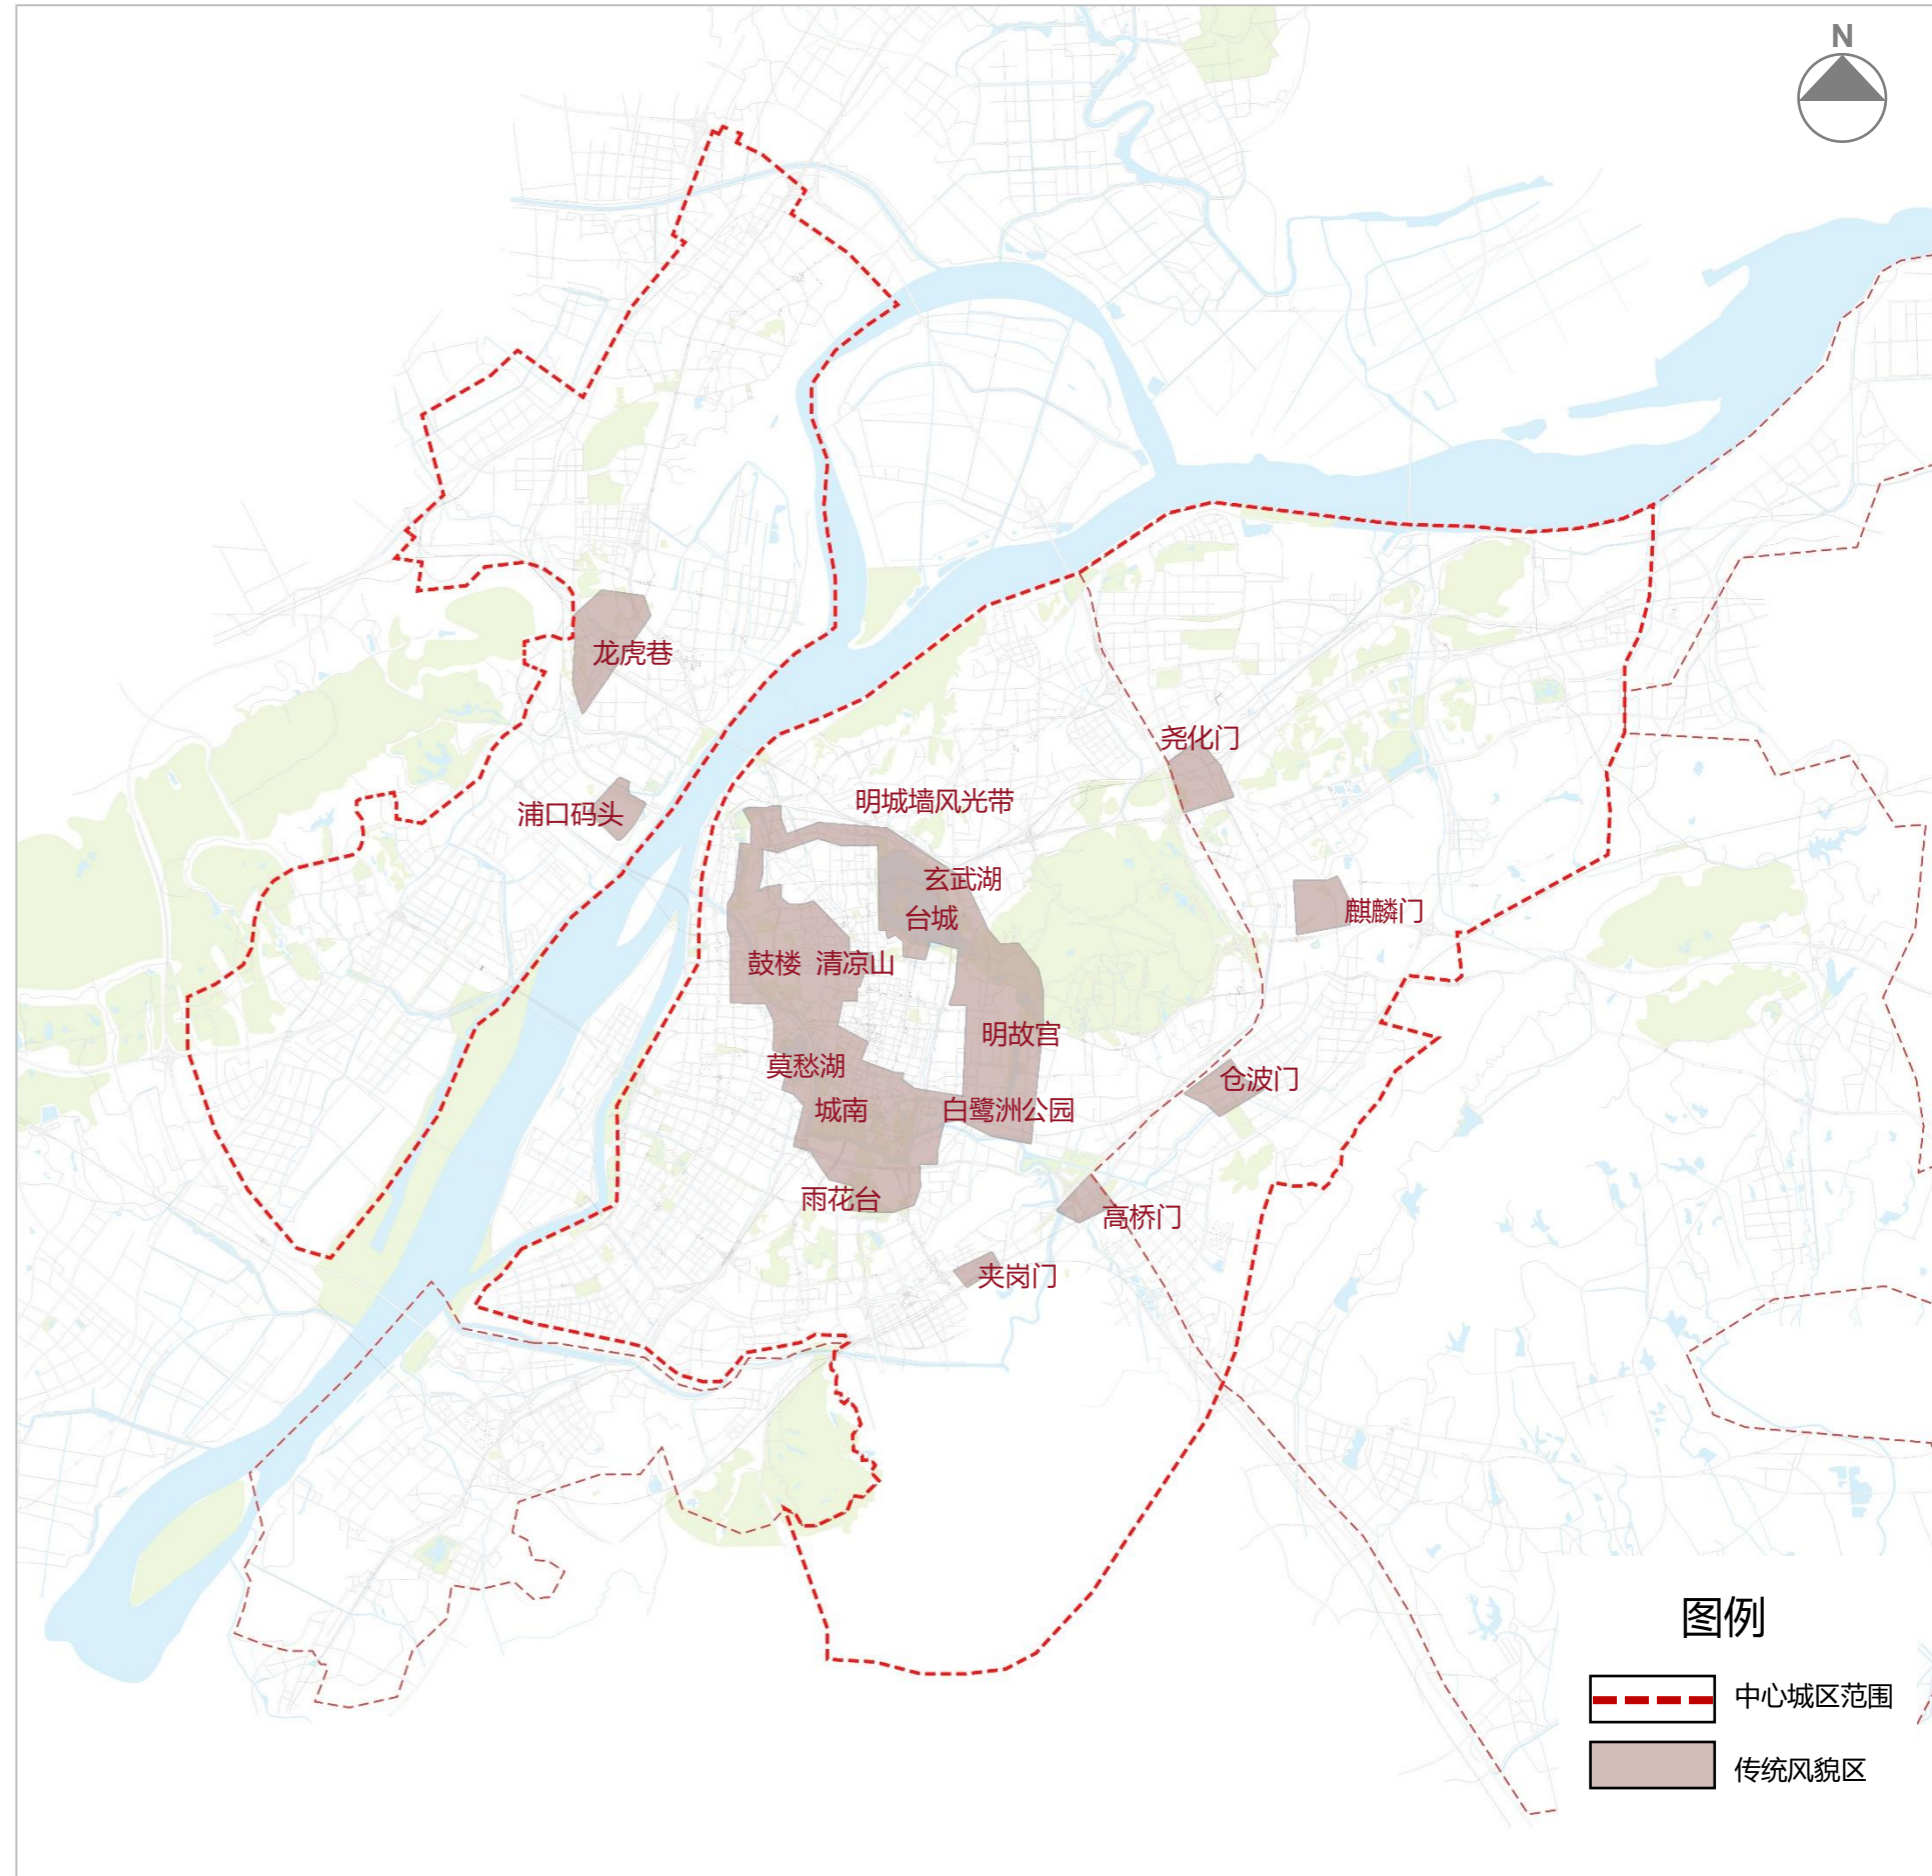 N
龙虎巷
尧化门
浦口码头
明城墙风光带
玄武湖
台城
麒麟门
鼓楼 清凉山
明故宫
莫愁湖
仓波门
城南
白鹭洲公园
雨花台
高桥门
夹岗门
图例
中心城区范围
传统风貌区